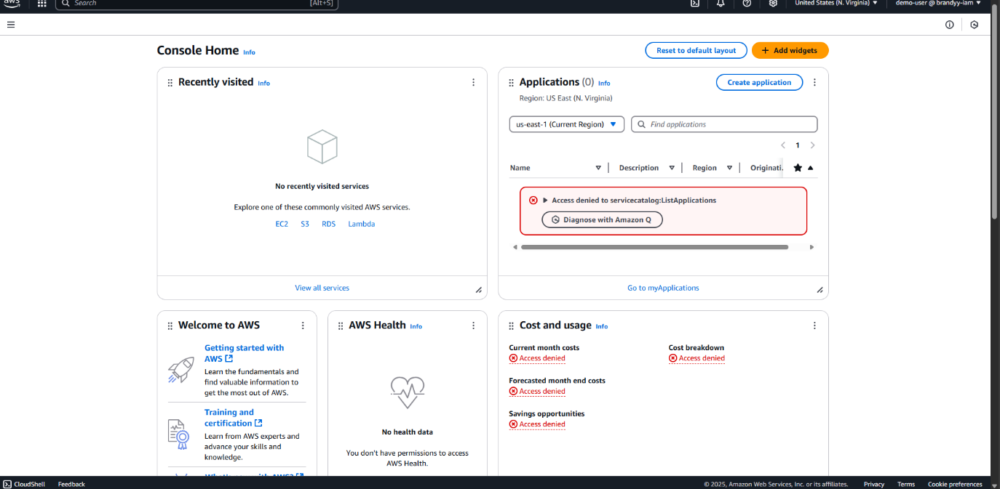 aws
Search
[Alt+S]
United States (N. Virginia)
demo-user @ brandyy-iam
Console Home Info
Reset to default layout
Add widgets
Recently visited Info
No recently visited services
Explore one of these commonly visited AWS services.
EC2 S3 RDS Lambda
View all services
Applications (0) Info
Create application
Region: US East (N. Virginia)
us-east-1 (Current Region)
Find applications
1
Name Description Region Originati.
Access denied to servicecatalog:ListApplications
Diagnose with Amazon Q
Go to myApplications
Welcome to AWS
Getting started with
AWS
Learn the fundamentals and
find valuable information to
get the most out of AWS.
Training and
certification
Learn from AWS experts and
advance your skills and
knowledge.
What's new with AWS?
AWS Health Info
No health data
You don't have permissions to access
AWS Health.
Cost and usage Info
Current month costs
Access denied
Forecasted month end costs
Access denied
Savings opportunities
Access denied
Cost breakdown
Access denied
CloudShell
Feedback
© 2025, Amazon Web Services, Inc. or its affiliates.
Privacy
Terms
Cookie preferences